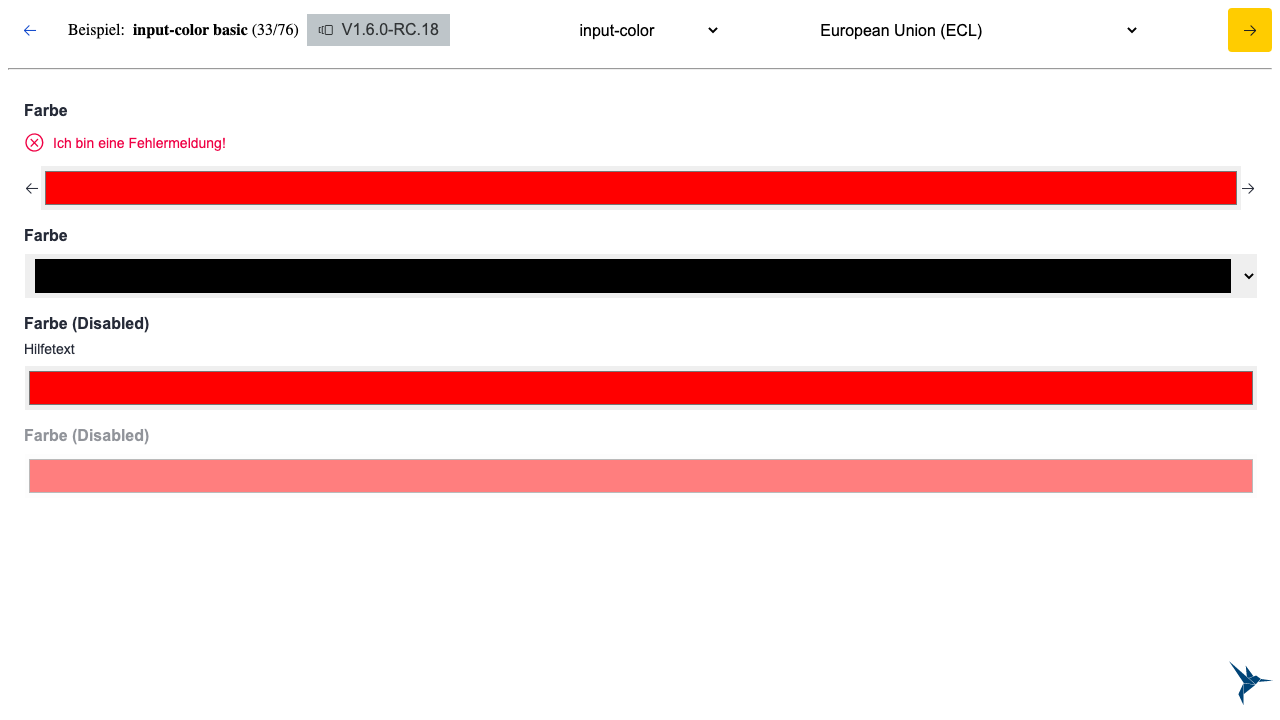 Beispiel: input-color basic (33/76) V1.6.0-RC.18 input-color European Union (ECL)
Farbe
Ich bin eine Fehlermeldung!
Farbe
Farbe (Disabled)
Hilfetext
Farbe (Disabled)